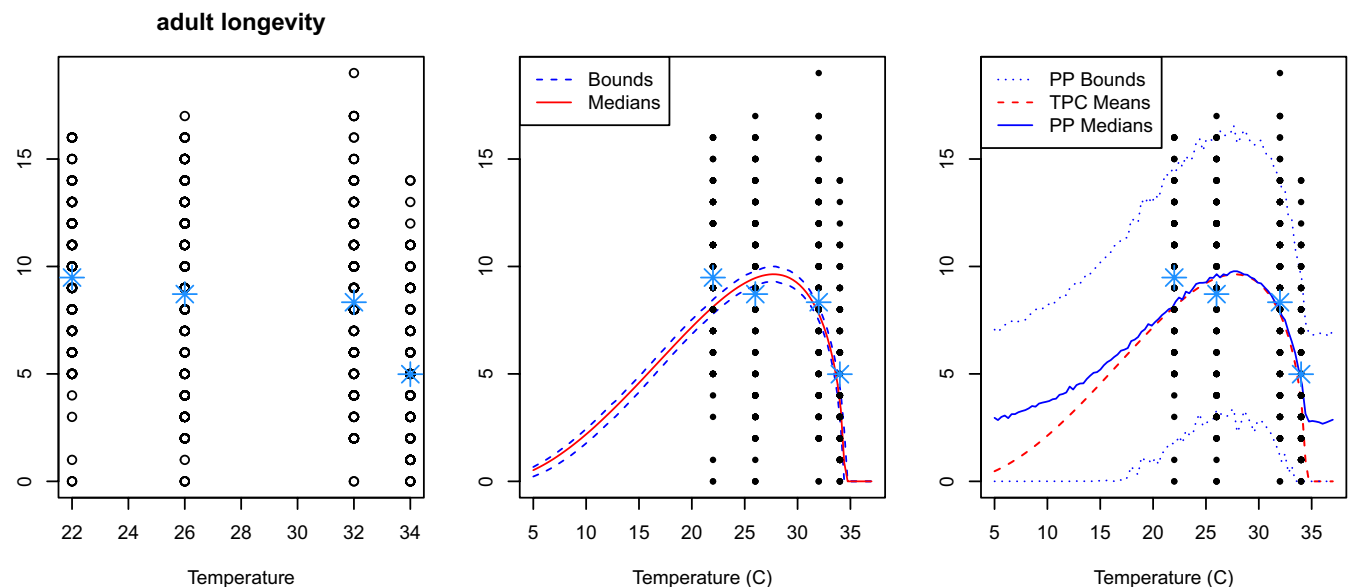 adult longevity
0
5
10
15
22 24 26 28 30 32 34
Temperature
Bounds
Medians
0
5
10
15
5 10 15 20 25 30 35
Temperature (C)
PP Bounds
TPC Means
PP Medians
0
5
10
15
5 10 15 20 25 30 35
Temperature (C)